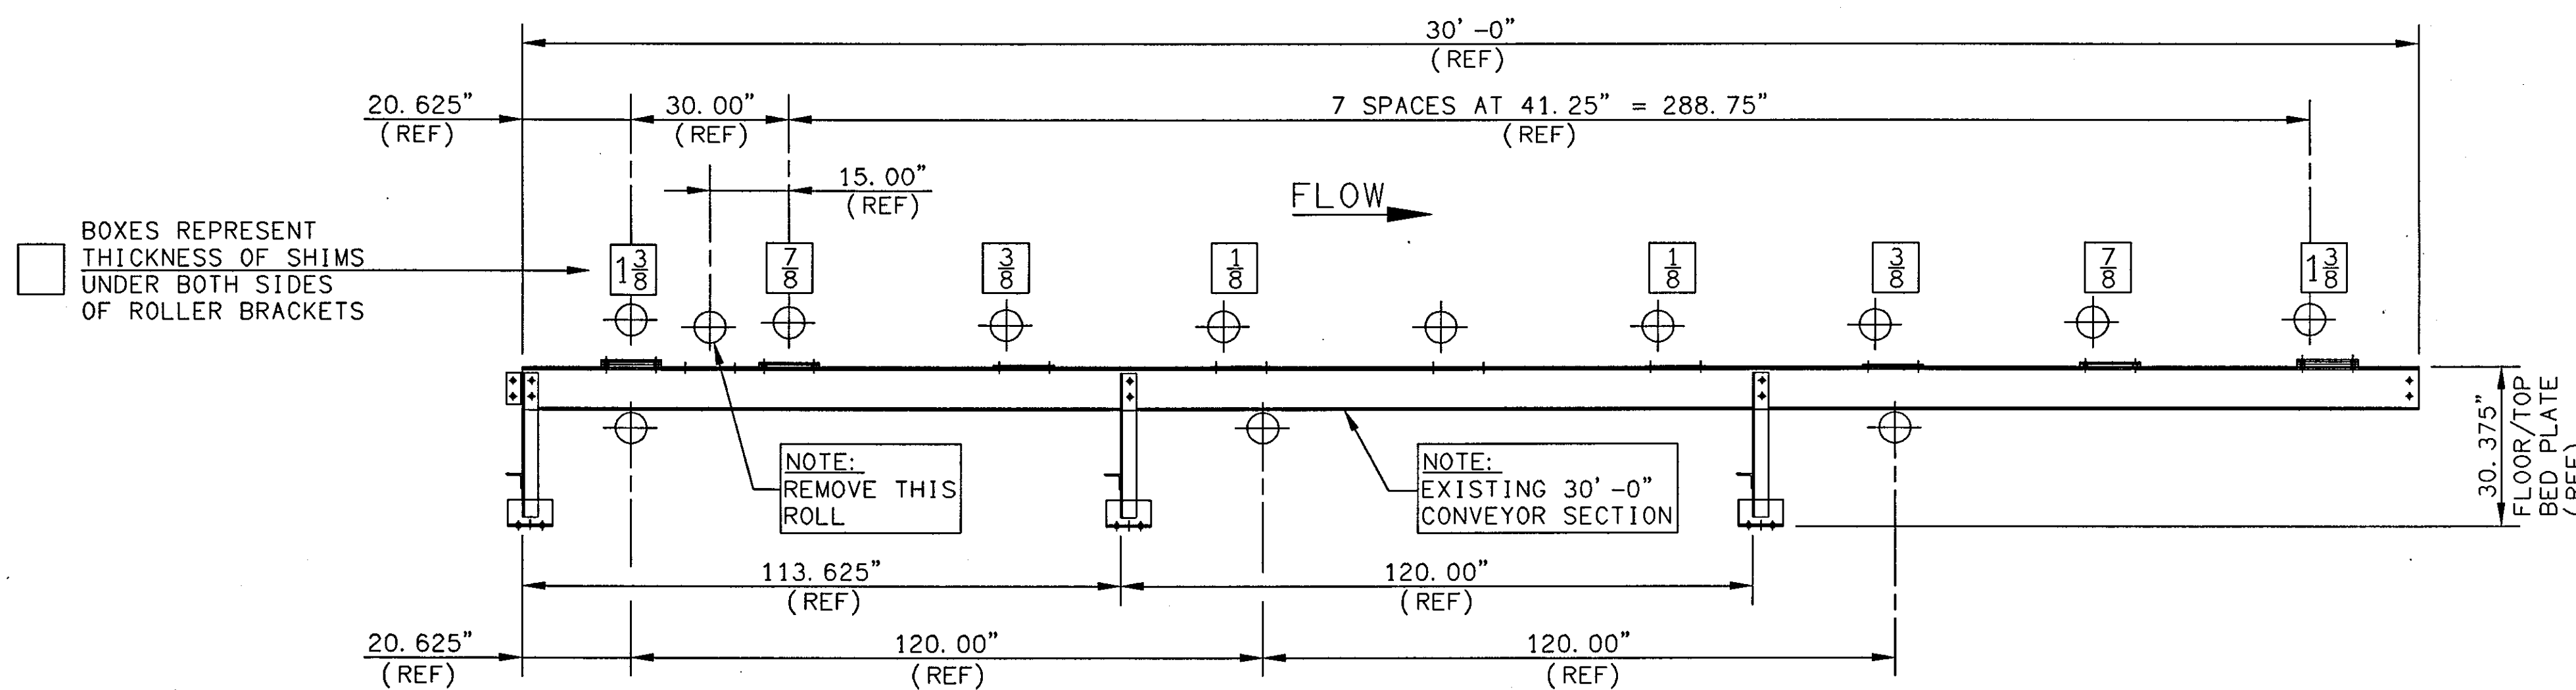 30'-0"
(REF)
20.625"
(REF)
30.00"
(REF)
7 SPACES AT 41.25" = 288.75"
(REF)
15.00"
(REF)
FLOW
BOXES REPRESENT
THICKNESS OF SHIMS
UNDER BOTH SIDES
OF ROLLER BRACKETS
1 3/8
7/8
3/8
1/8
1/8
3/8
7/8
1 3/8
NOTE:
REMOVE THIS
ROLL
NOTE:
EXISTING 30'-0"
CONVEYOR SECTION
30.375"
FLOOR/TOP
BED PLATE
(REF)
113.625"
(REF)
120.00"
(REF)
20.625"
(REF)
120.00"
(REF)
120.00"
(REF)